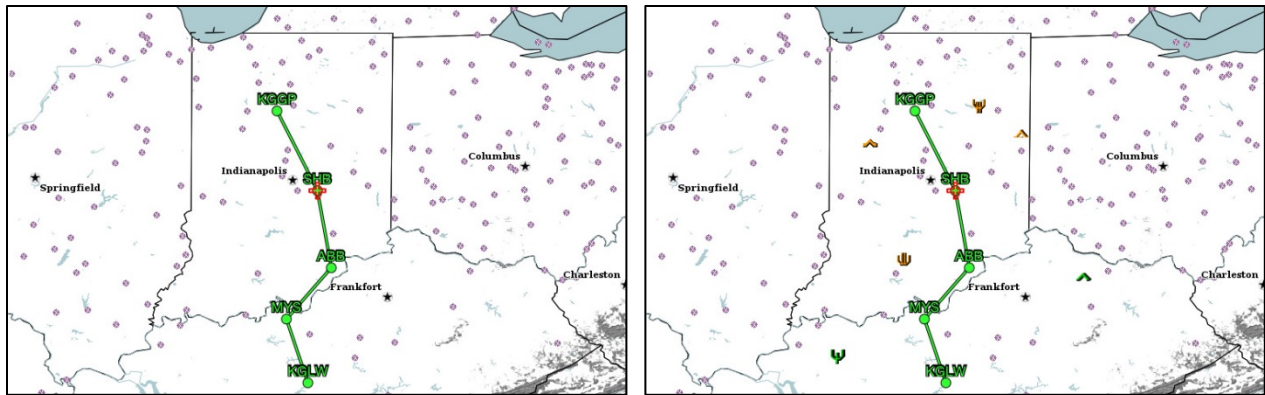 KGGP
Indianapolis
SHB
Columbus
Springfield
ABB
Charleston
Frankfort
MYS
KGLW
KGGP
Indianapolis
SHB
Columbus
Springfield
ABB
Charleston
Frankfort
MYS
KGLW